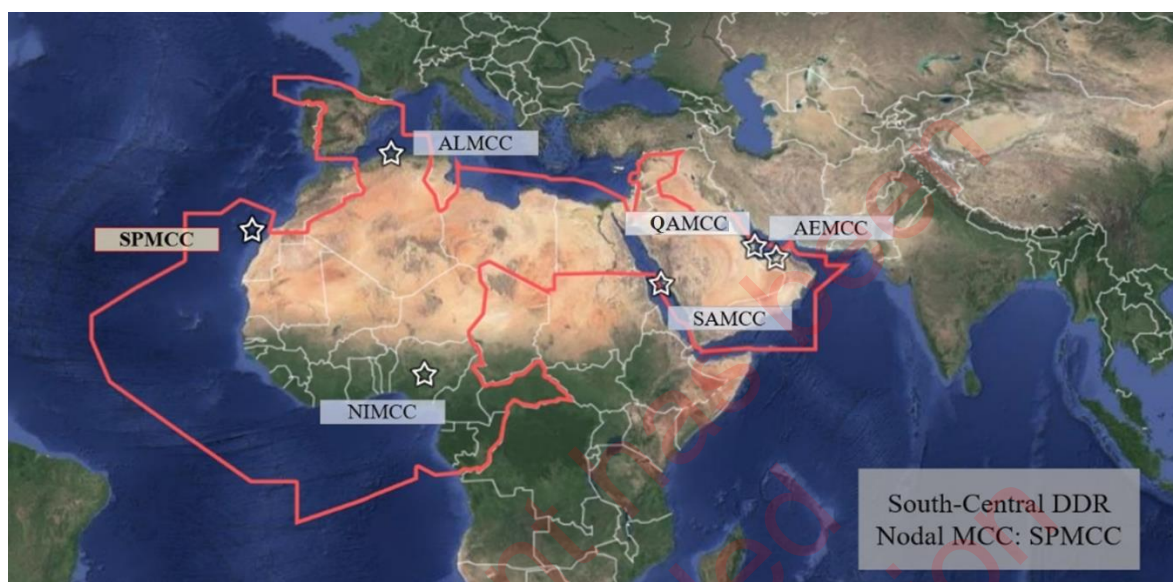 ALMCC
SPMCC
QAMCC
AEMCC
SAMCC
NIMCC
South-Central DDR
Nodal MCC: SPMCC